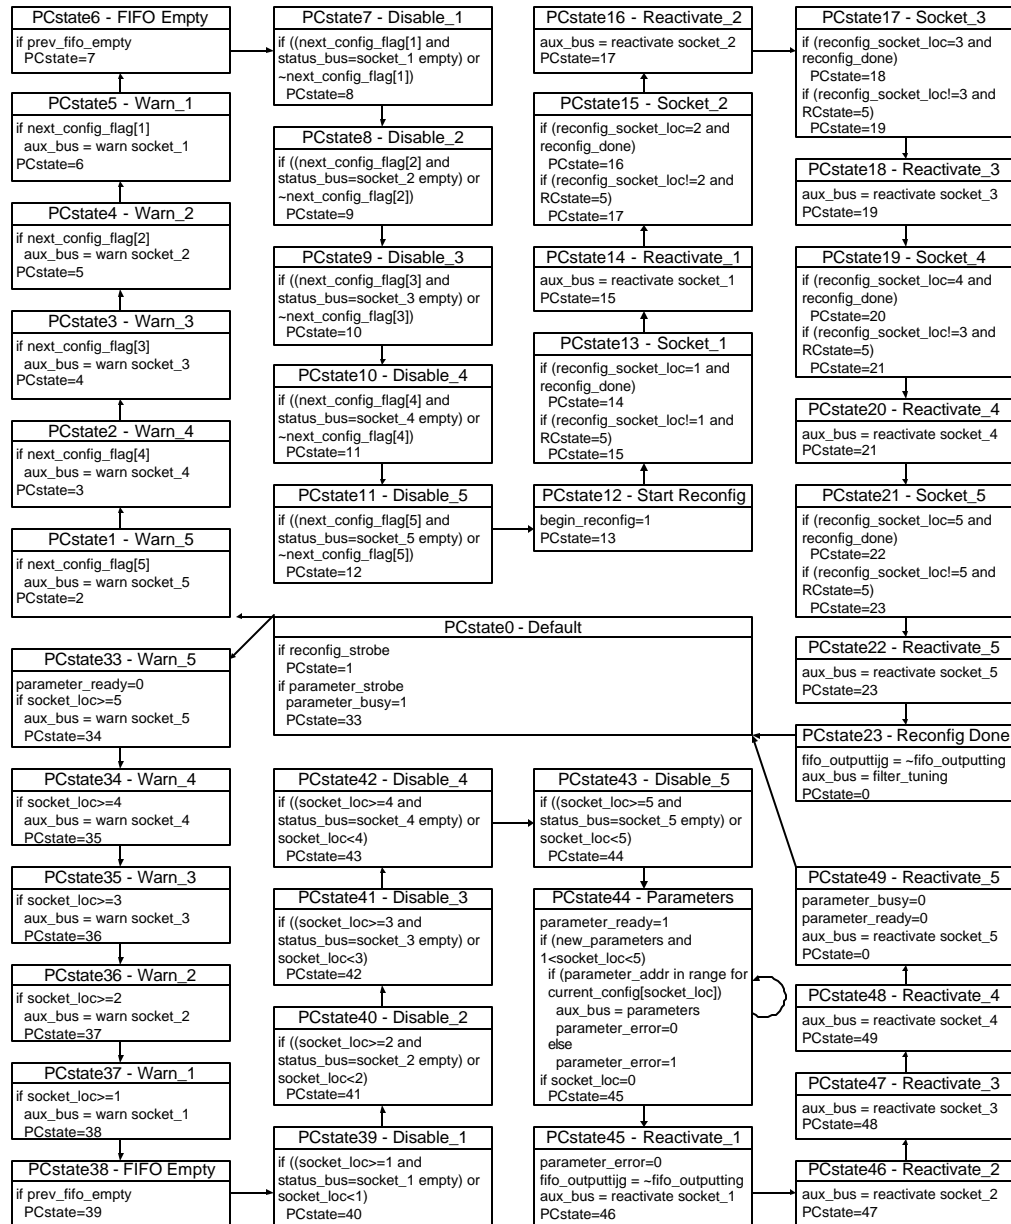 PCstate6 - FIFO Empty
if prev_fifo_empty
PCstate=7
PCstate5 - Warn_1
if next_config_flag[1]
aux_bus = warn socket_1
PCstate=6
PCstate4 - Warn_2
if next_config_flag[2]
aux_bus = warn socket_2
PCstate=5
PCstate3 - Warn_3
if next_config_flag[3]
aux_bus = warn socket_3
PCstate=4
PCstate2 - Warn_4
if next_config_flag[4]
aux_bus = warn socket_4
PCstate=3
PCstate1 - Warn_5
if next_config_flag[5]
aux_bus = warn socket_5
PCstate=2
PCstate7 - Disable_1
if ((next_config_flag[1] and
status_bus=socket_1 empty) or
~next_config_flag[1])
PCstate=8
PCstate8 - Disable_2
if ((next_config_flag[2] and
status_bus=socket_2 empty) or
~next_config_flag[2])
PCstate=9
PCstate9 - Disable_3
if ((next_config_flag[3] and
status_bus=socket_3 empty) or
~next_config_flag[3])
PCstate=10
PCstate10 - Disable_4
if ((next_config_flag[4] and
status_bus=socket_4 empty) or
~next_config_flag[4])
PCstate=11
PCstate11 - Disable_5
if ((next_config_flag[5] and
status_bus=socket_5 empty) or
~next_config_flag[5])
PCstate=12
PCstate16 - Reactivate_2
aux_bus = reactivate socket_2
PCstate=17
PCstate15 - Socket_2
if (reconfig_socket_loc=2 and
reconfig_done)
PCstate=16
if (reconfig_socket_loc!=2 and
RCstate=5)
PCstate=17
PCstate14 - Reactivate_1
aux_bus = reactivate socket_1
PCstate=15
PCstate13 - Socket_1
if (reconfig_socket_loc=1 and
reconfig_done)
PCstate=14
if (reconfig_socket_loc!=1 and
RCstate=5)
PCstate=15
PCstate12 - Start Reconfig
begin_reconfig=1
PCstate=13
PCstate17 - Socket_3
if (reconfig_socket_loc=3 and
reconfig_done)
PCstate=18
if (reconfig_socket_loc!=3 and
RCstate=5)
PCstate=19
PCstate18 - Reactivate_3
aux_bus = reactivate socket_3
PCstate=19
PCstate19 - Socket_4
if (reconfig_socket_loc=4 and
reconfig_done)
PCstate=20
if (reconfig_socket_loc!=3 and
RCstate=5)
PCstate=21
PCstate20 - Reactivate_4
aux_bus = reactivate socket_4
PCstate=21
PCstate21 - Socket_5
if (reconfig_socket_loc=5 and
reconfig_done)
PCstate=22
if (reconfig_socket_loc!=5 and
RCstate=5)
PCstate=23
PCstate22 - Reactivate_5
aux_bus = reactivate socket_5
PCstate=23
PCstate23 - Reconfig Done
fifo_outputtijg = ~fifo_outputting
aux_bus = filter_tuning
PCstate=0
PCstate0 - Default
if reconfig_strobe
PCstate=1
if parameter_strobe
parameter_busy=1
PCstate=33
PCstate33 - Warn_5
parameter_ready=0
if socket_loc>=5
aux_bus = warn socket_5
PCstate=34
PCstate34 - Warn_4
if socket_loc>=4
aux_bus = warn socket_4
PCstate=35
PCstate35 - Warn_3
if socket_loc>=3
aux_bus = warn socket_3
PCstate=36
PCstate36 - Warn_2
if socket_loc>=2
aux_bus = warn socket_2
PCstate=37
PCstate37 - Warn_1
if socket_loc>=1
aux_bus = warn socket_1
PCstate=38
PCstate38 - FIFO Empty
if prev_fifo_empty
PCstate=39
PCstate42 - Disable_4
if ((socket_loc>=4 and
status_bus=socket_4 empty) or
socket_loc<4)
PCstate=43
PCstate41 - Disable_3
if ((socket_loc>=3 and
status_bus=socket_3 empty) or
socket_loc<3)
PCstate=42
PCstate40 - Disable_2
if ((socket_loc>=2 and
status_bus=socket_2 empty) or
socket_loc<2)
PCstate=41
PCstate39 - Disable_1
if ((socket_loc>=1 and
status_bus=socket_1 empty) or
socket_loc<1)
PCstate=40
PCstate43 - Disable_5
if ((socket_loc>=5 and
status_bus=socket_5 empty) or
socket_loc<5)
PCstate=44
PCstate44 - Parameters
parameter_ready=1
if (new_parameters and
1<socket_loc<5)
if (parameter_addr in range for
current_config[socket_loc])
aux_bus = parameters
parameter_error=0
else
parameter_error=1
if socket_loc=0
PCstate=45
PCstate45 - Reactivate_1
parameter_error=0
fifo_outputtijg = ~fifo_outputting
aux_bus = reactivate socket_1
PCstate=46
PCstate49 - Reactivate_5
parameter_busy=0
parameter_ready=0
aux_bus = reactivate socket_5
PCstate=0
PCstate48 - Reactivate_4
aux_bus = reactivate socket_4
PCstate=49
PCstate47 - Reactivate_3
aux_bus = reactivate socket_3
PCstate=48
PCstate46 - Reactivate_2
aux_bus = reactivate socket_2
PCstate=47